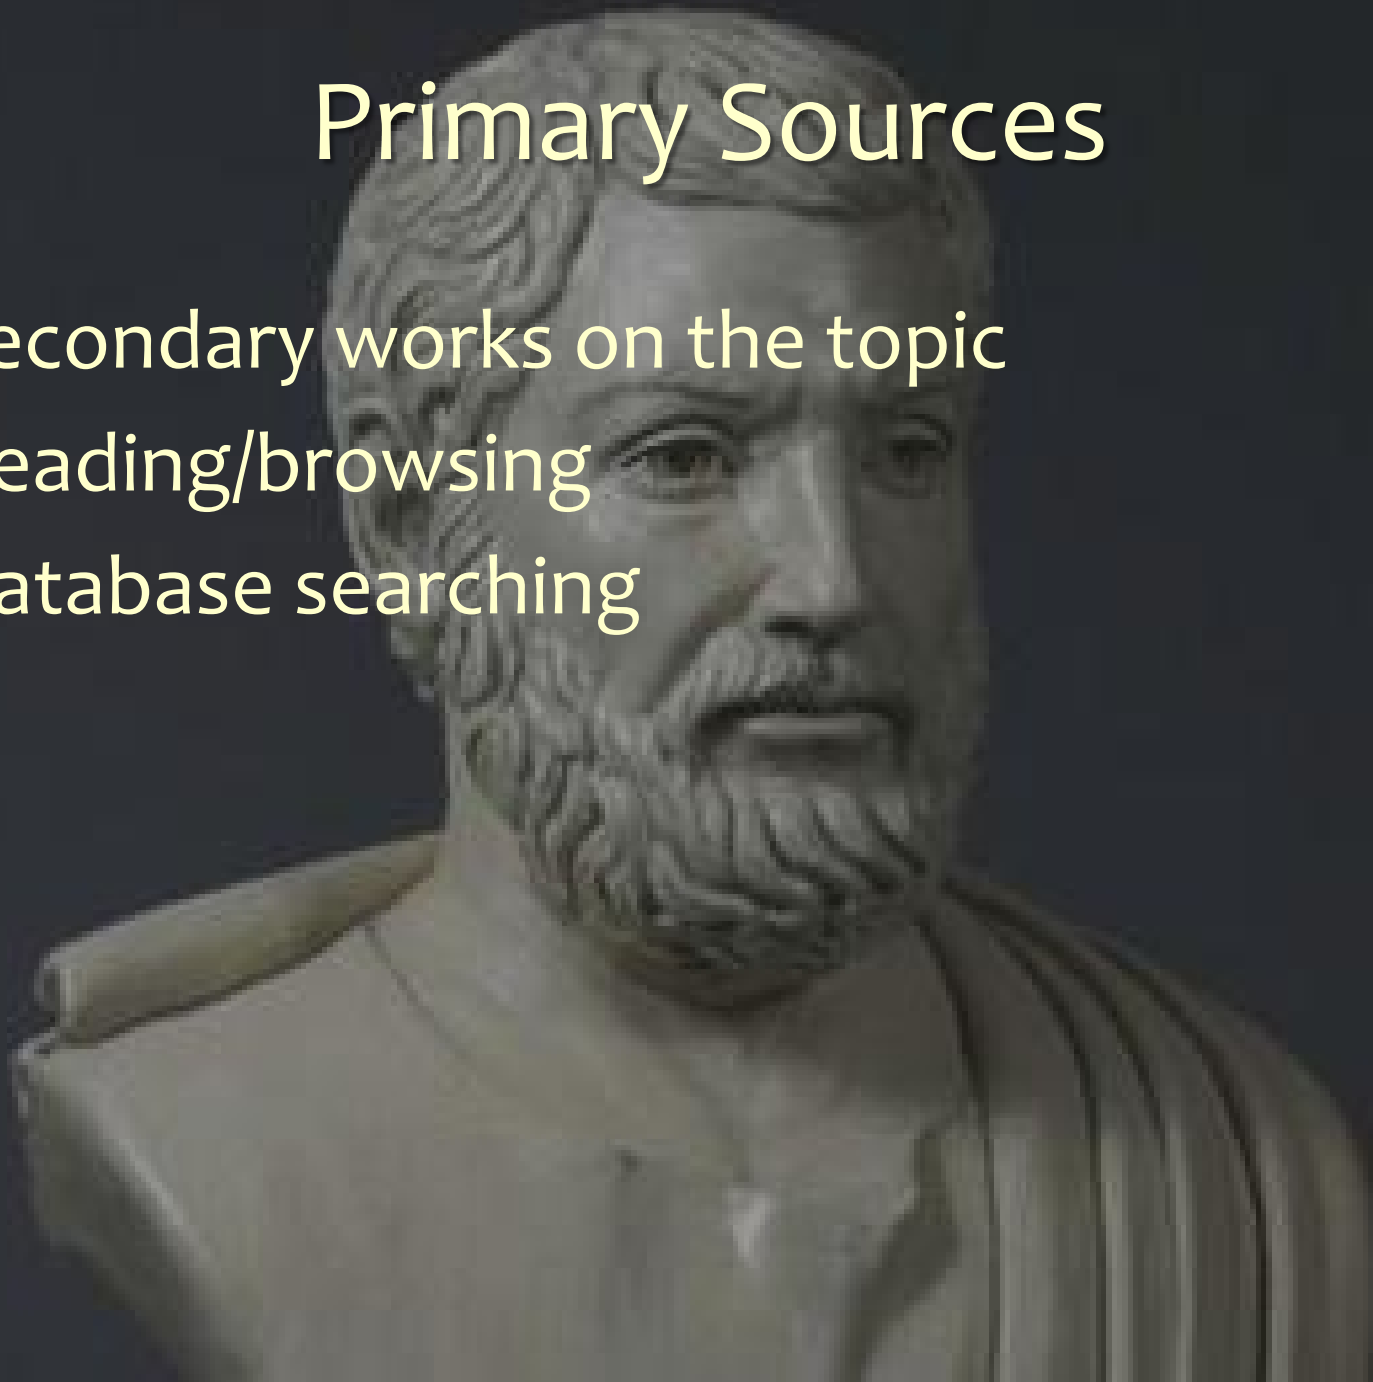 Primary Sources
econdary works on the topic
eading/browsing
atabase searching